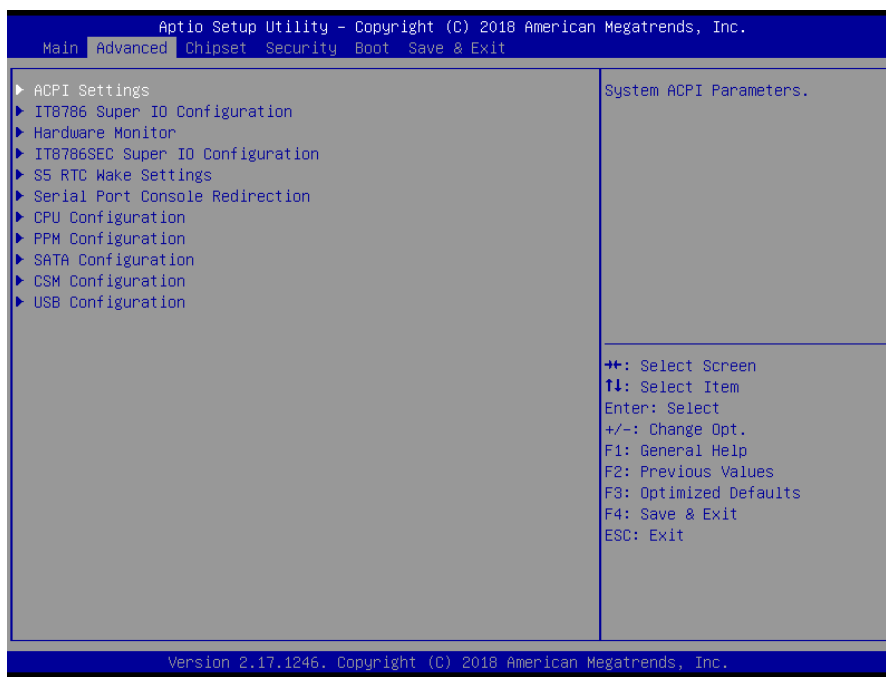 Aptio Setup Utility – Copyright (C) 2018 American Megatrends, Inc.
Main Advanced Chipset Security Boot Save & Exit
ACPI Settings
IT8786 Super IO Configuration
Hardware Monitor
IT8786SEC Super IO Configuration
S5 RTC Wake Settings
Serial Port Console Redirection
CPU Configuration
PPM Configuration
SATA Configuration
CSM Configuration
USB Configuration
System ACPI Parameters.
→←: Select Screen
↑↓: Select Item
Enter: Select
+/-: Change Opt.
F1: General Help
F2: Previous Values
F3: Optimized Defaults
F4: Save & Exit
ESC: Exit
Version 2.17.1246. Copyright (C) 2018 American Megatrends, Inc.